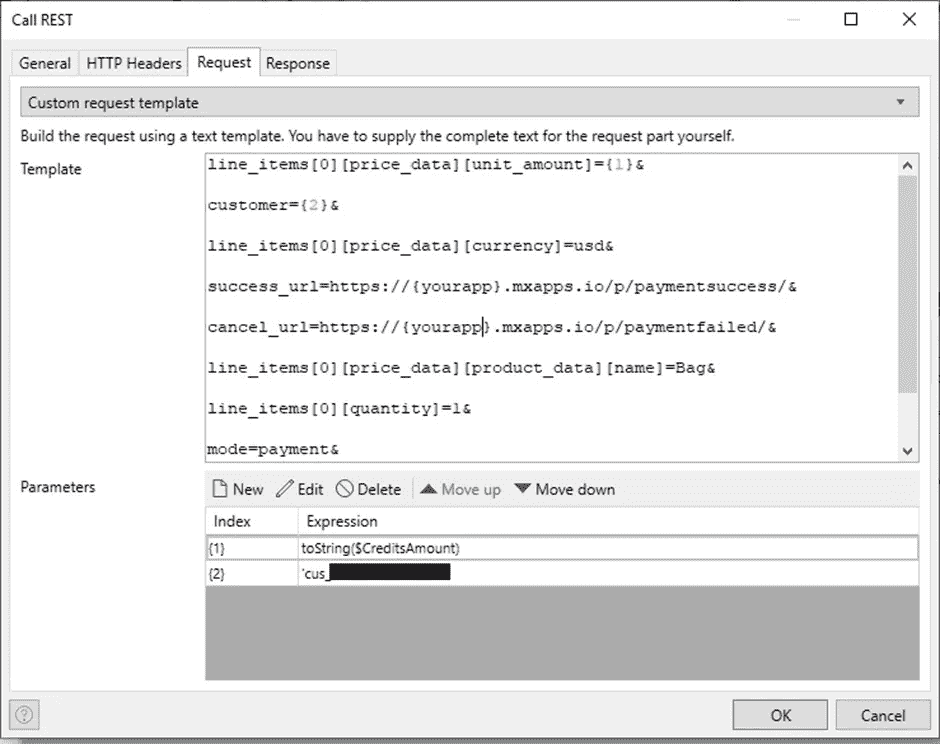 Call REST
General HTTP Headers Request Response
Custom request template
Build the request using a text template. You have to supply the complete text for the request part yourself.
Template
line_items[0][price_data][unit_amount]={1}&
customer={2}&
line_items[0][price_data][currency]=usd&
success_url=https://{yourapp}.mxapps.io/p/paymentsuccess/&
cancel_url=https://{yourapp}.mxapps.io/p/paymentfailed/&
line_items[0][price_data][product_data][name]=Bag&
line_items[0][quantity]=1&
mode=payment&
Parameters
New Edit Delete Move up Move down
Index Expression
{1} toString($CreditsAmount)
{2} 'cus_
? OK Cancel